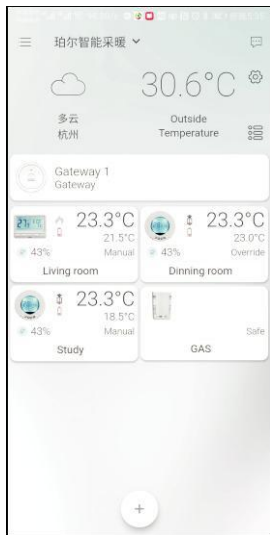 珀尔智能采暖
30.6°C
多云
杭州
Outside
Temperature
Gateway 1
Gateway
23.3°C
21.5°C
43%
Manual
Living room
23.3°C
23.0°C
43%
Override
Dinning room
23.3°C
18.5°C
43%
Manual
Study
Safe
GAS
+